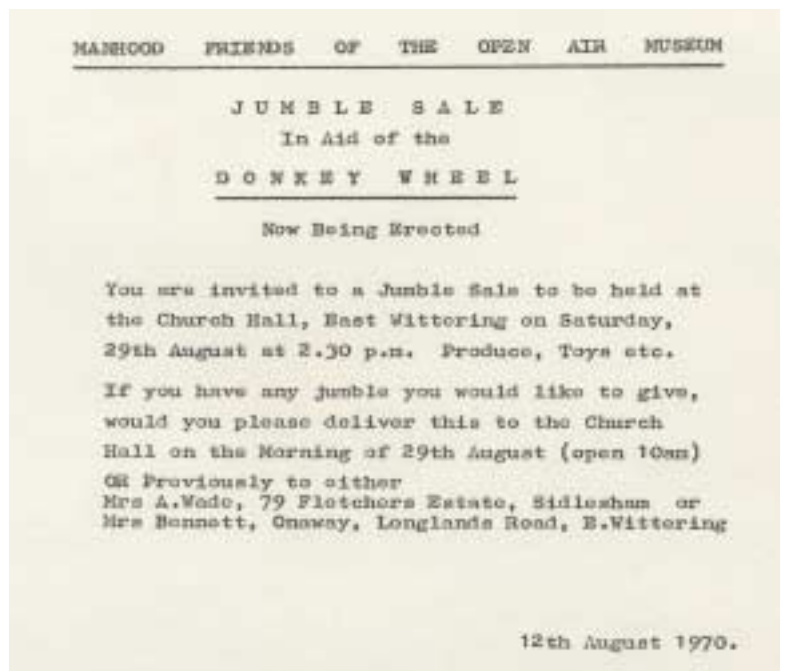 MANHOOD FRIENDS OF THE OPEN AIR MUSEUM
JUMBLE SALE
In Aid of the
DONKEY WHEEL
Now Being Erected
You are invited to a Jumble Sale to be held at
the Church Hall, East Wittering on Saturday,
29th August at 2.30 p.m. Produce, Toys etc.
If you have any jumble you would like to give,
would you please deliver this to the Church
Hall on the Morning of 29th August (open 10am)
OR Previously to either
Mrs A.Wade, 79 Fletchers Estate, Sidlesham or
Mrs Bennett, Onaway, Longlands Road, E.Wittering
12th August 1970.